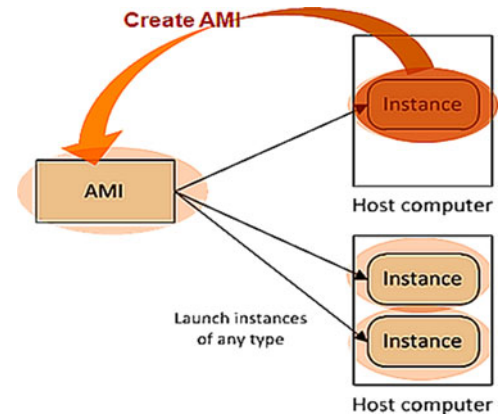 Create AMI
Instance
AMI
Host computer
Instance
Launch instances
of any type
Instance
Host computer